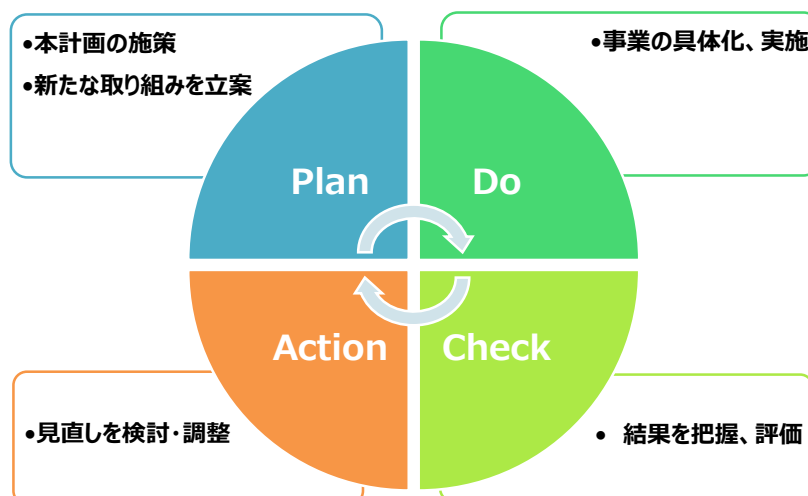 •本計画の施策
•新たな取り組みを立案
•事業の具体化、実施
Plan
Do
Action
Check
•見直しを検討・調整
• 結果を把握、評価